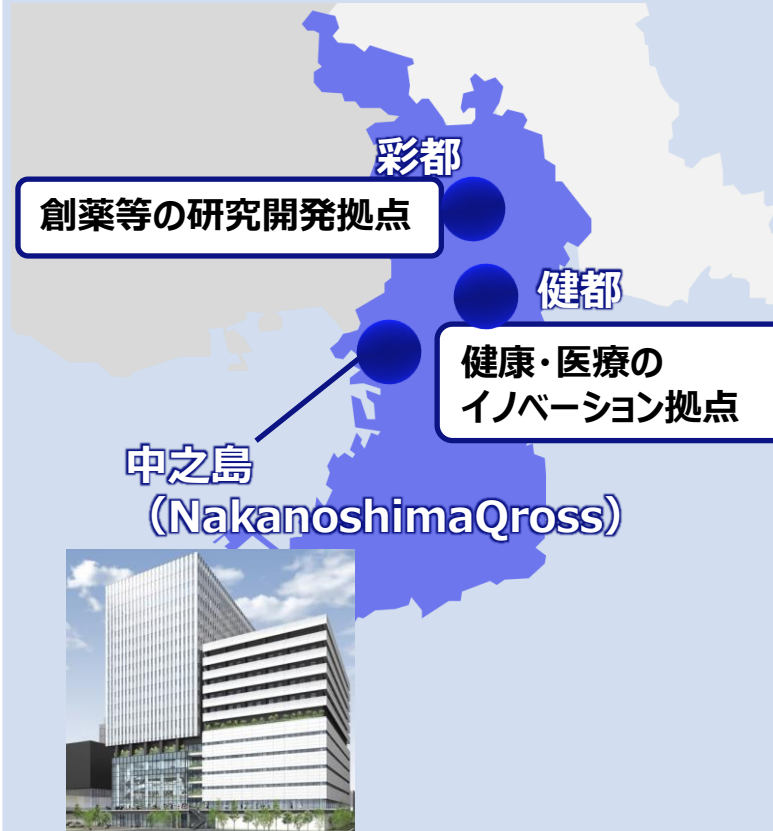 彩都
創薬等の研究開発拠点
健都
健康・医療の
イノベーション拠点
中之島
（NakanoshimaQross）